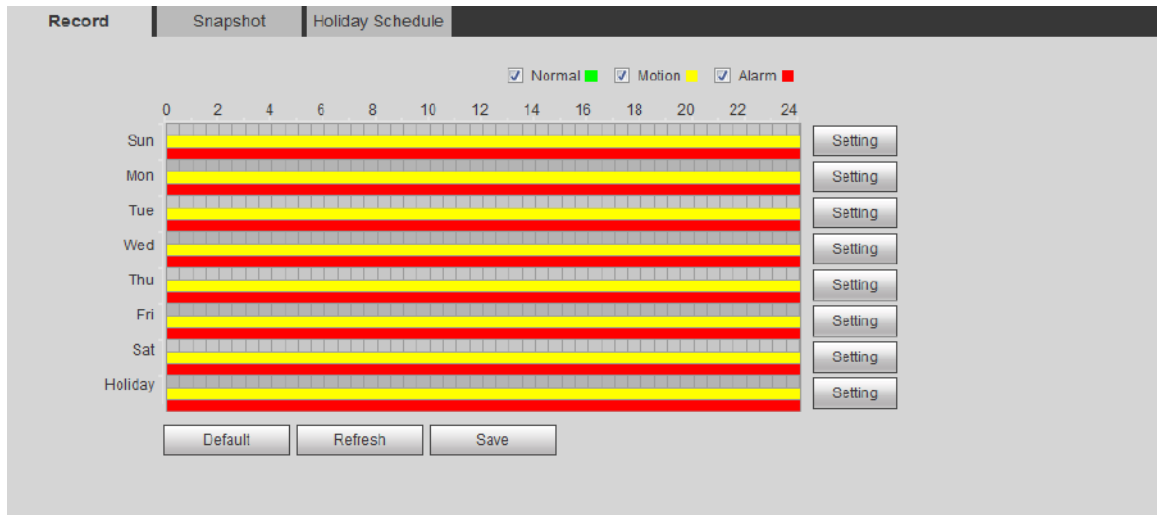 Record Snapshot Holiday Schedule
Normal Motion Alarm
0 2 4 6 8 10 12 14 16 18 20 22 24
Sun Setting
Mon Setting
Tue Setting
Wed Setting
Thu Setting
Fri Setting
Sat Setting
Holiday Setting
Default Refresh Save